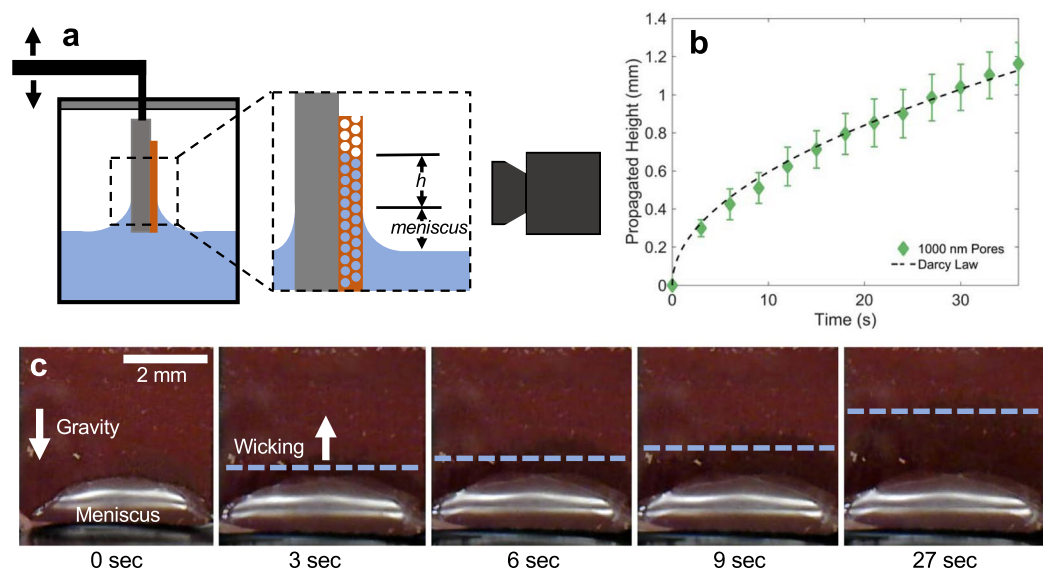 a
h
meniscus
b
Propagated Height (mm)
1.4
1.2
1
0.8
0.6
0.4
0.2
0
0 10 20 30
Time (s)
1000 nm Pores
Darcy Law
c
2 mm
Gravity
Meniscus
Wicking
0 sec 3 sec 6 sec 9 sec 27 sec